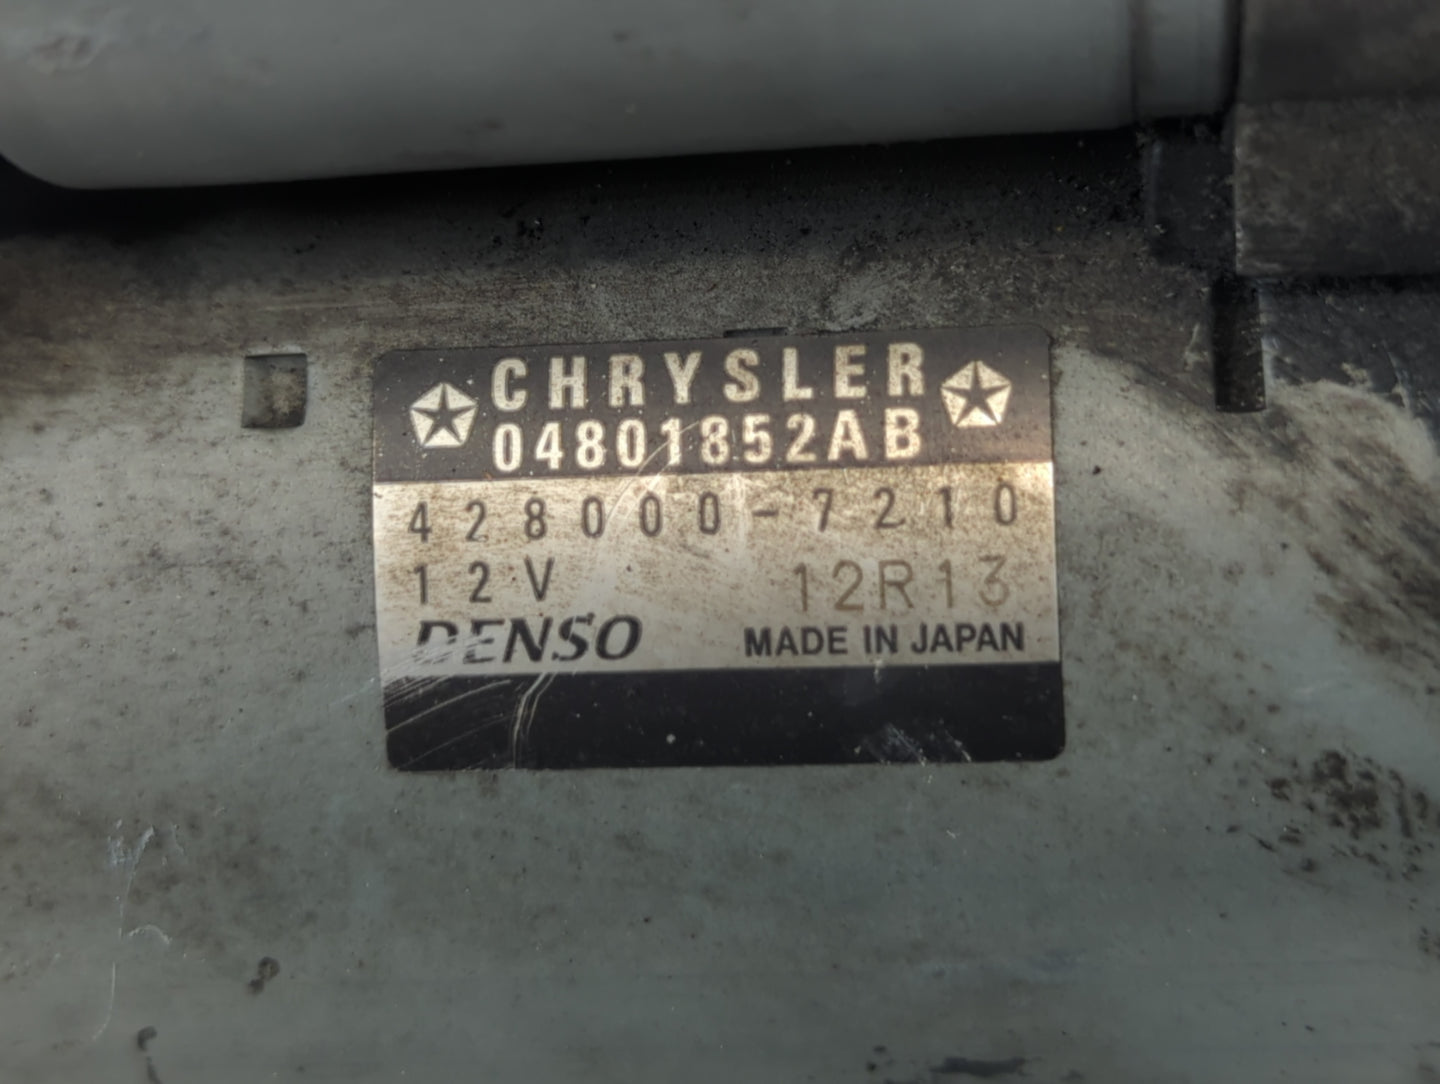 CHRYSLER
04801852AB
428000-7210
12V 12R13
DENSO MADE IN JAPAN